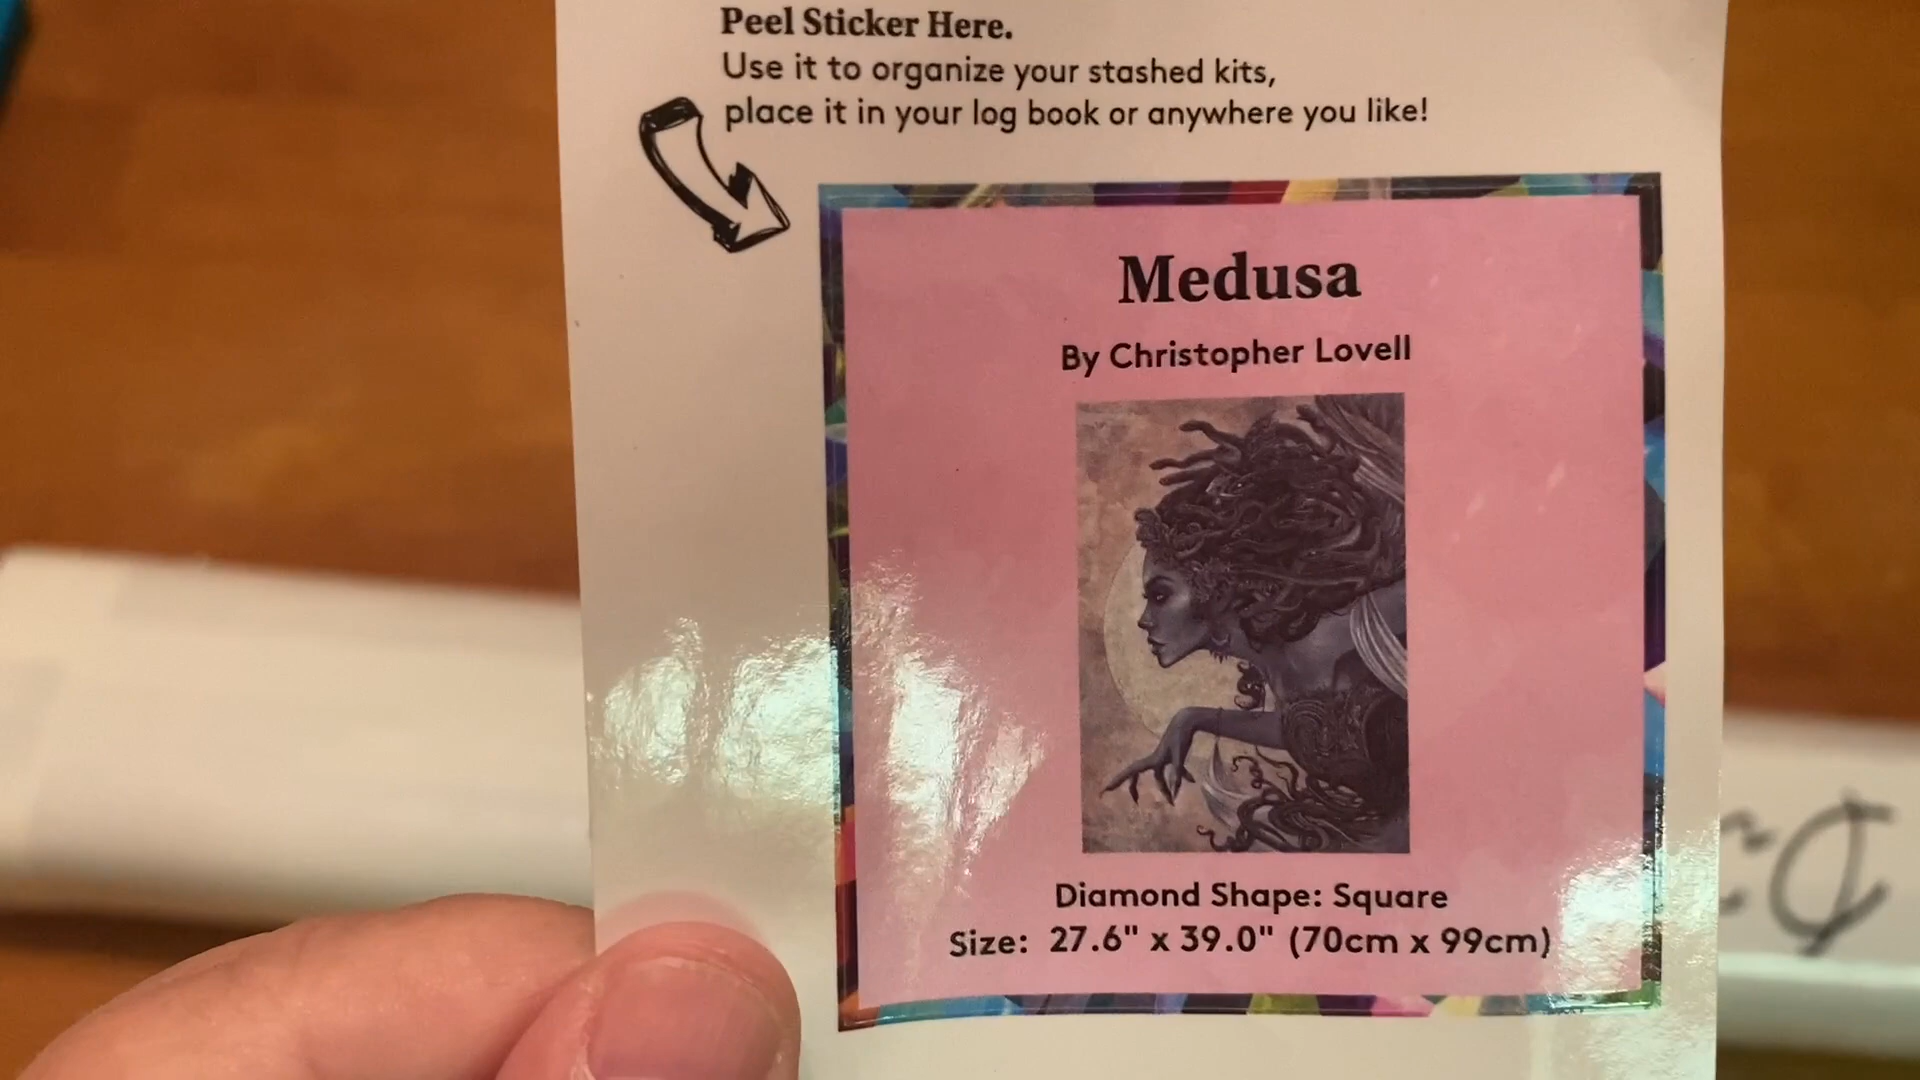 Peel Sticker Here.
Use it to organize your stashed kits,
place it in your log book or anywhere you like!
Medusa
By Christopher Lovell
Diamond Shape: Square
Size: 27.6" x 39.0" (70cm x 99cm)